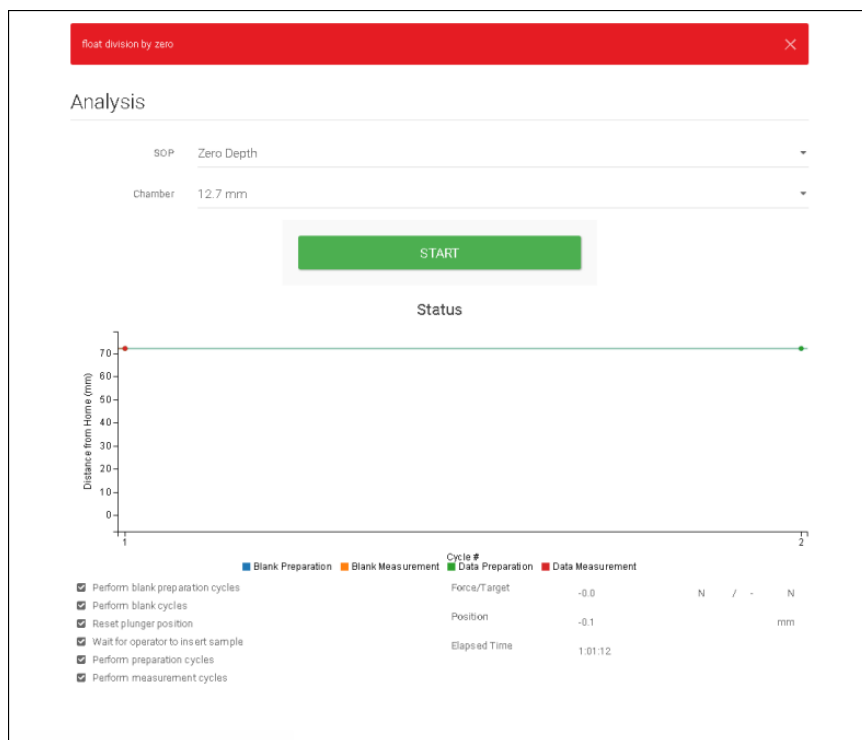 float division by zero
Analysis
SOP Zero Depth
Chamber 12.7 mm
START
Status
Distance from Home (mm)
70
60
50
40
30
20
10
0
1 2
Cycle #
Blank Preparation Blank Measurement Data Preparation Data Measurement
Perform blank preparation cycles
Perform blank cycles
Reset plunger position
Wait for operator to insert sample
Perform preparation cycles
Perform measurement cycles
Force/Target -0.0 N / - N
Position -0.1 mm
Elapsed Time 1:01:12